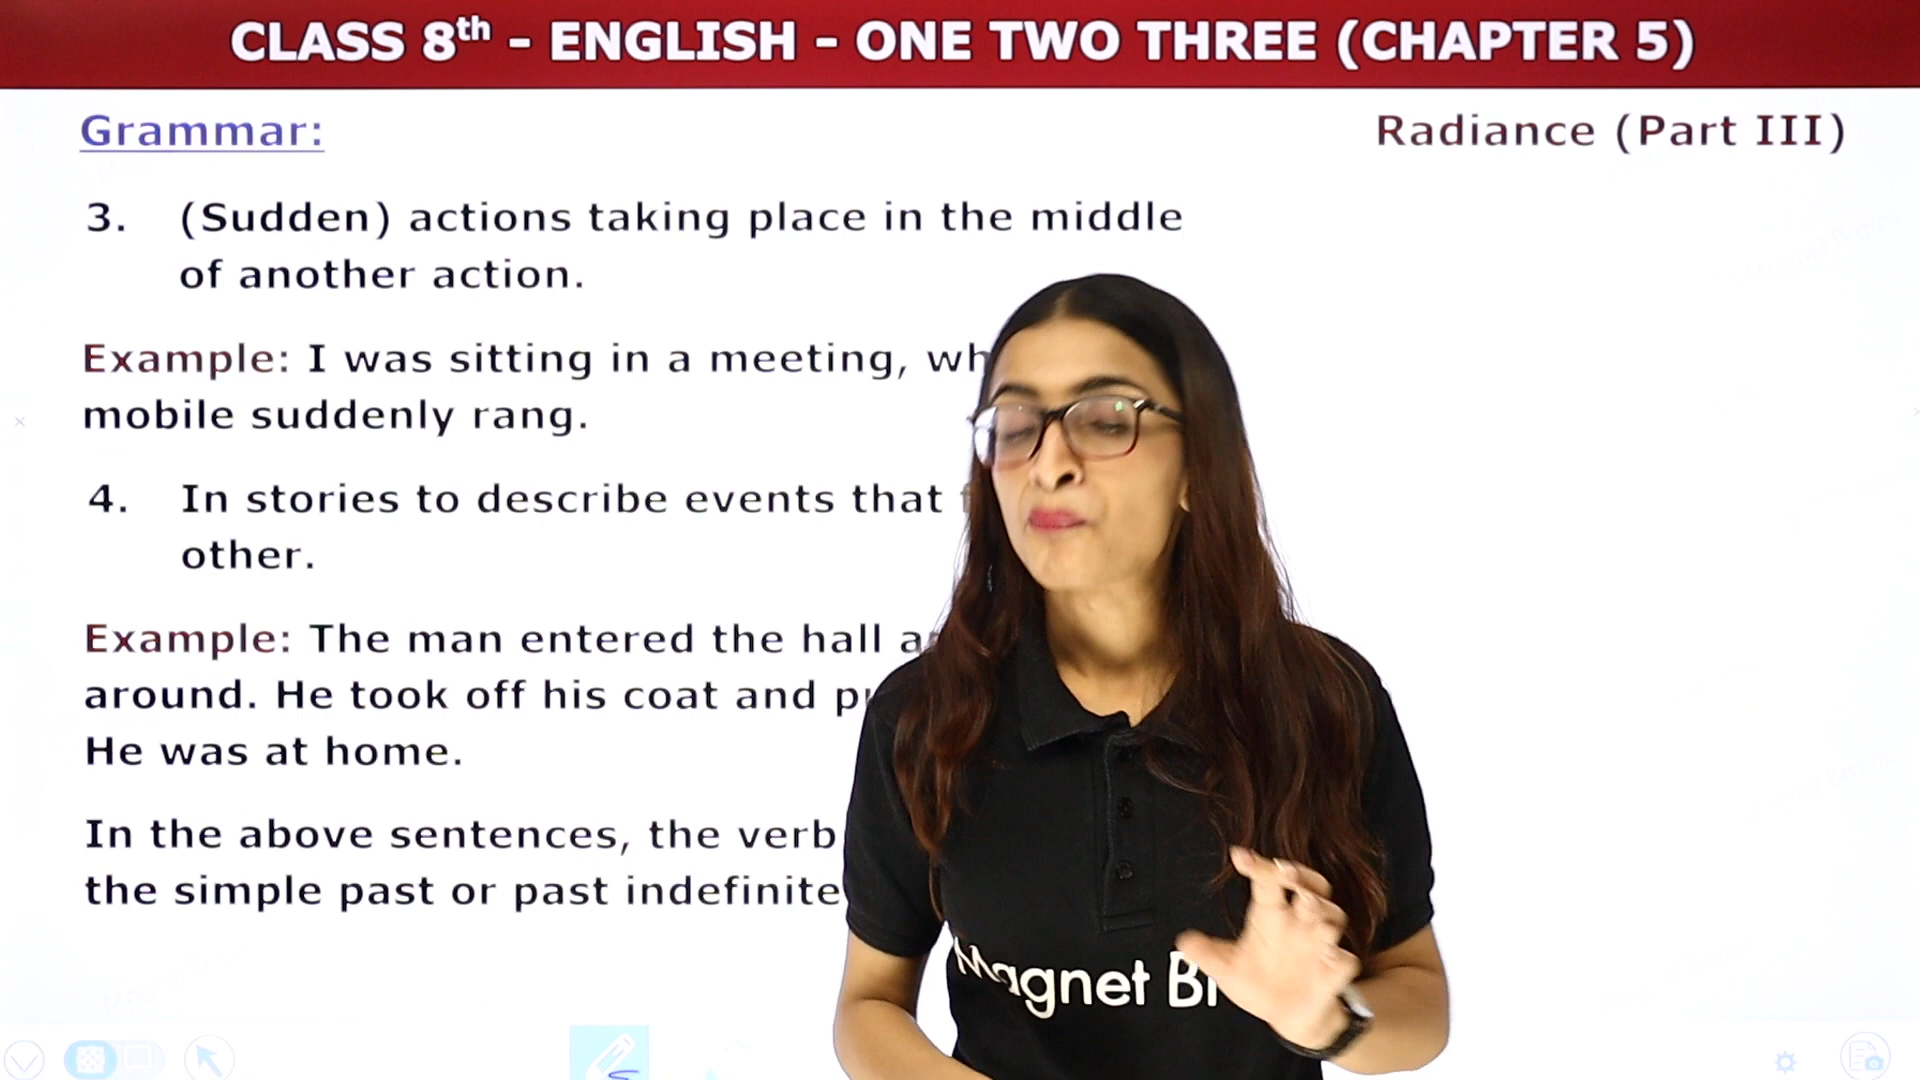 CLASS 8th - ENGLISH - ONE TWO THREE (CHAPTER 5)
Grammar:
Radiance (Part III)
3. (Sudden) actions taking place in the middle
of another action.
Example: I was sitting in a meeting,
mobile suddenly rang.
4. In stories to describe events that
other.
Example: The man entered the hall
around. He took off his coat and
He was at home.
In the above sentences, the verb
the simple past or past indefinite
Magnet